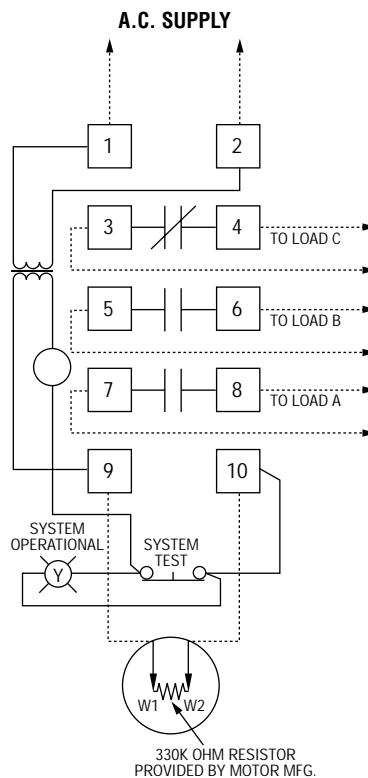 A.C. SUPPLY
1
2
3
4
TO LOAD C
5
6
TO LOAD B
7
8
TO LOAD A
9
10
SYSTEM
OPERATIONAL
SYSTEM
TEST
Y
W1
W2
330K OHM RESISTOR
PROVIDED BY MOTOR MFG.